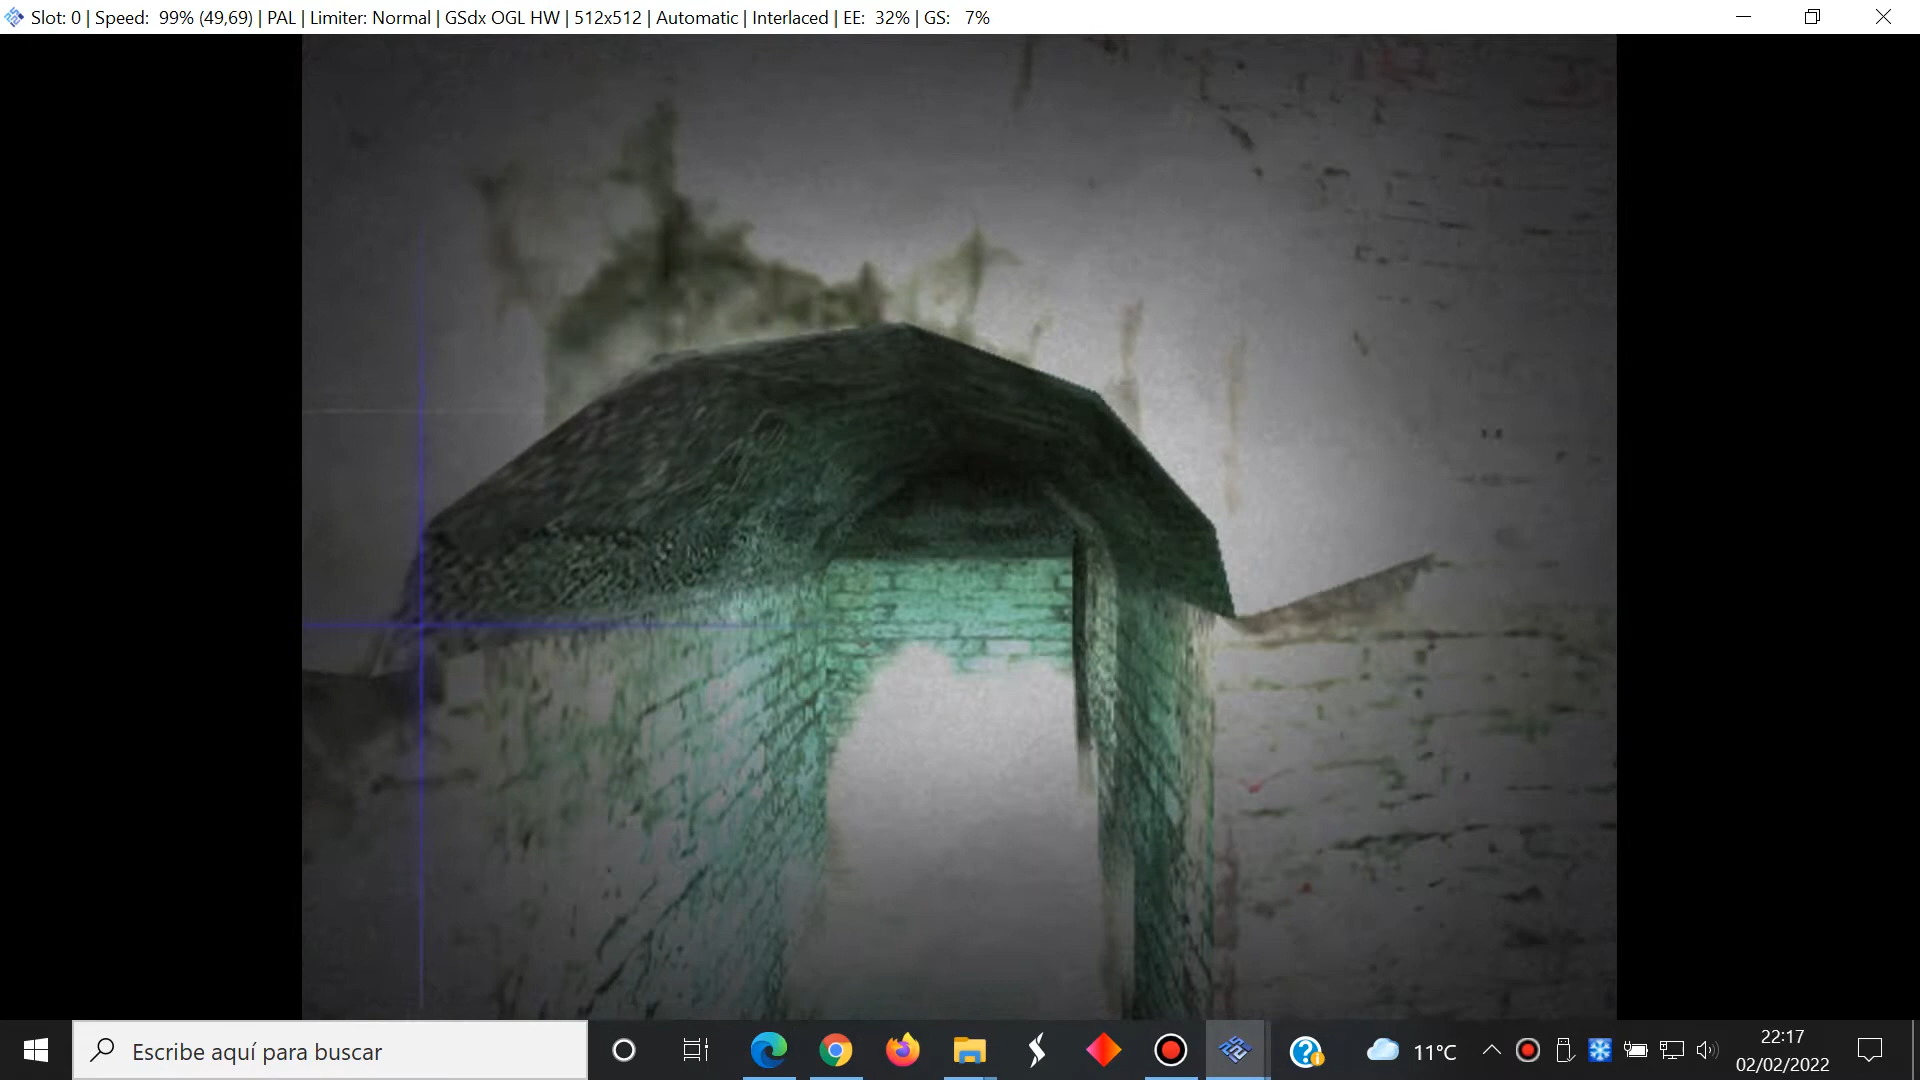 Slot: 0 | Speed:  99% (49,69) | PAL | Limiter: Normal | GSdx OGL HW | 512x512 | Automatic | Interlaced | EE:  32% | GS:   7%
Escribe aquí para buscar
11°C
22:17
02/02/2022